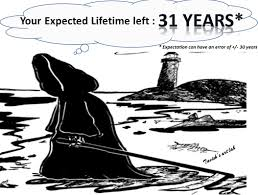 Your Expected Lifetime left : 31 YEARS*
* Expectation can have an error of +/- 30 years